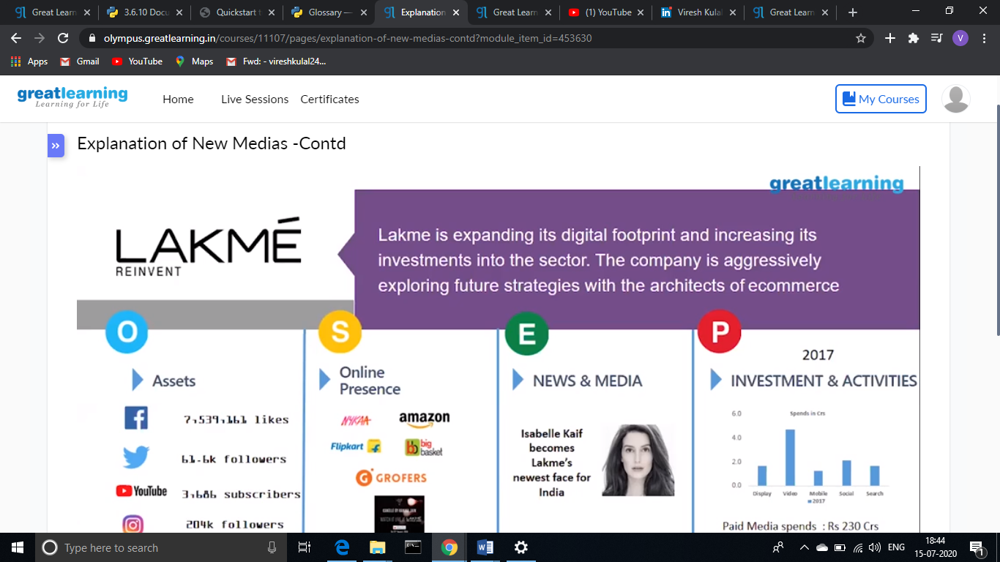 Great Learn
3.6.10 Docu
Quickstart t
Glossary —
Explanation
Great Learn
(1) YouTube
Viresh Kulal
Great Learn
olympus.greatlearning.in/courses/11107/pages/explanation-of-new-medias-contd?module_item_id=453630
V
Apps
Gmail
YouTube
Maps
Fwd: - vireshkulal24...
greatlearning
Learning for Life
Home
Live Sessions
Certificates
My Courses
Explanation of New Medias -Contd
greatlearning
LAKMÉ
REINVENT
Lakme is expanding its digital footprint and increasing its
investments into the sector. The company is aggressively
exploring future strategies with the architects of ecommerce
O
Assets
7,539,161 likes
61.6k followers
YouTube
3,686 subscribers
204k followers
S
Online
Presence
NYKAA
amazon
Flipkart
bb big
basket
GROFERS
E
NEWS & MEDIA
Isabelle Kaif
becomes
Lakme's
newest face for
India
P
2017
INVESTMENT & ACTIVITIES
Spends in Crs
6.0
4.0
2.0
0.0
Display Video Mobile Social Search
2017
Paid Media spends : Rs 230 Crs
Type here to search
ENG
18:44
15-07-2020
1